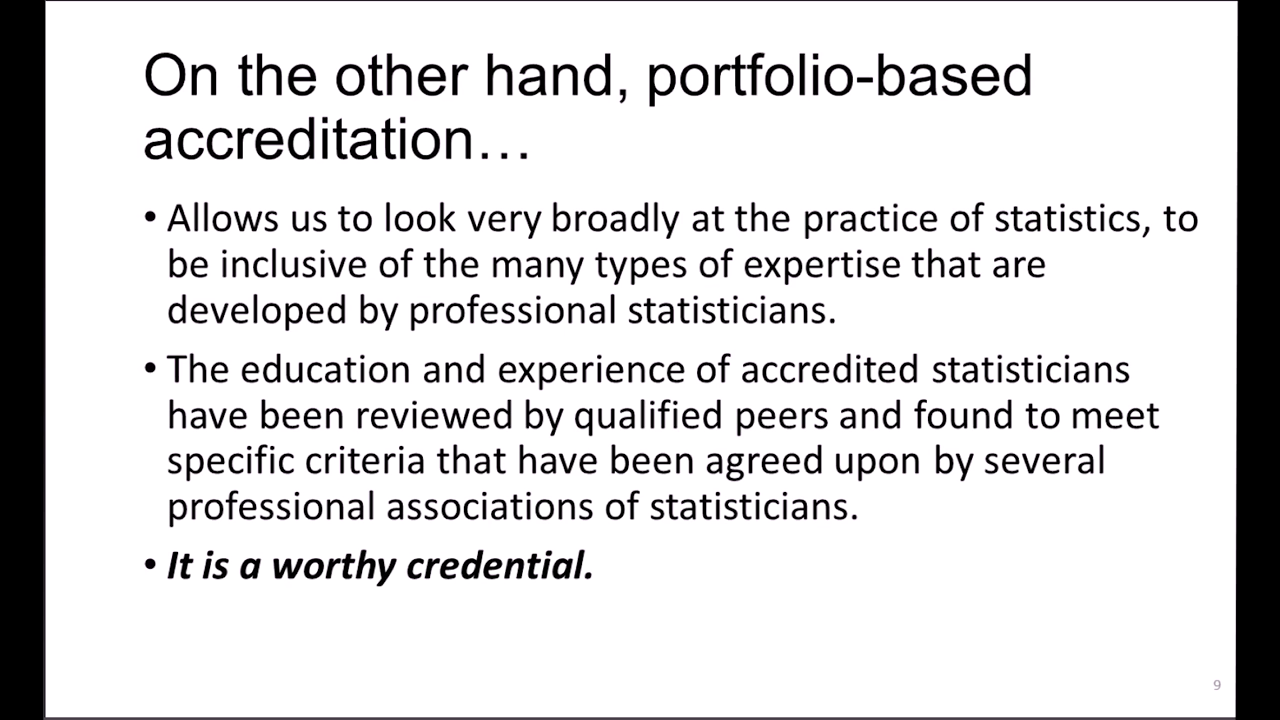 On the other hand, portfolio-based
accreditation…
• Allows us to look very broadly at the practice of statistics, to
be inclusive of the many types of expertise that are
developed by professional statisticians.
• The education and experience of accredited statisticians
have been reviewed by qualified peers and found to meet
specific criteria that have been agreed upon by several
professional associations of statisticians.
• It is a worthy credential.
9